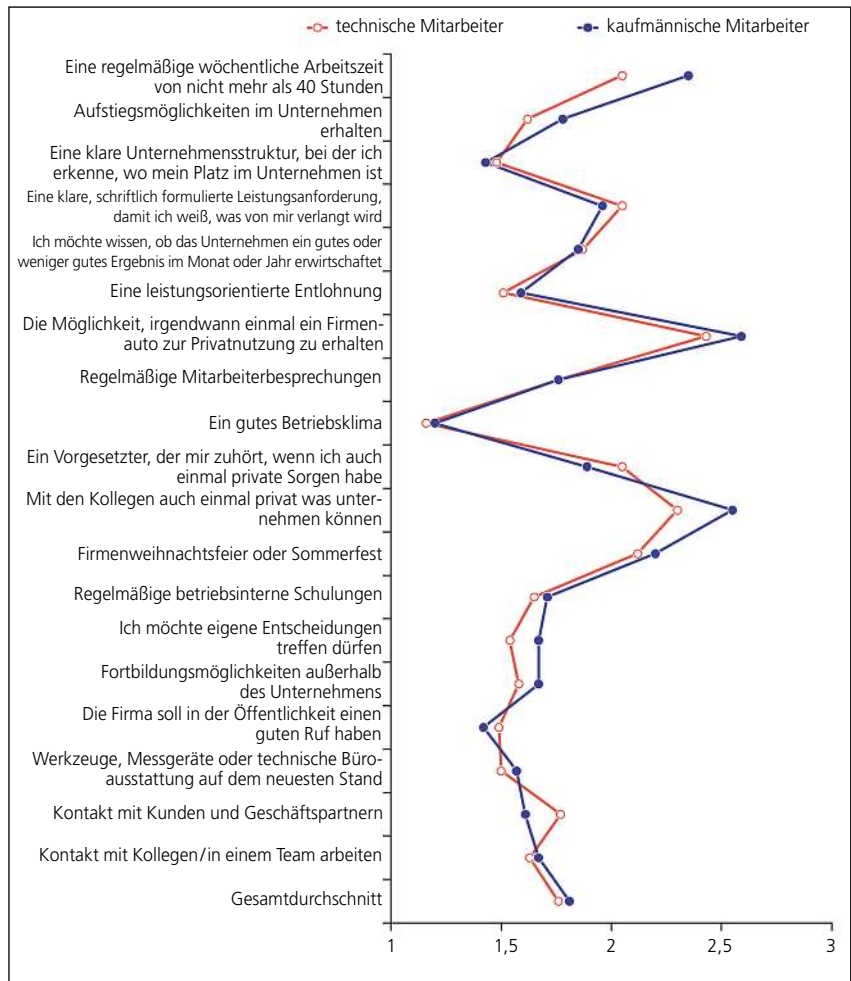 technische Mitarbeiter kaufmännische Mitarbeiter
Eine regelmäßige wöchentliche Arbeitszeit
von nicht mehr als 40 Stunden
Aufstiegsmöglichkeiten im Unternehmen
erhalten
Eine klare Unternehmensstruktur, bei der ich
erkenne, wo mein Platz im Unternehmen ist
Eine klare, schriftlich formulierte Leistungsanforderung,
damit ich weiß, was von mir verlangt wird
Ich möchte wissen, ob das Unternehmen ein gutes oder
weniger gutes Ergebnis im Monat oder Jahr erwirtschaftet
Eine leistungsorientierte Entlohnung
Die Möglichkeit, irgendwann einmal ein Firmen-
auto zur Privatnutzung zu erhalten
Regelmäßige Mitarbeiterbesprechungen
Ein gutes Betriebsklima
Ein Vorgesetzter, der mir zuhört, wenn ich auch
einmal private Sorgen habe
Mit den Kollegen auch einmal privat was unter-
nehmen können
Firmenweihnachtsfeier oder Sommerfest
Regelmäßige betriebsinterne Schulungen
Ich möchte eigene Entscheidungen
treffen dürfen
Fortbildungsmöglichkeiten außerhalb
des Unternehmens
Die Firma soll in der Öffentlichkeit einen
guten Ruf haben
Werkzeuge, Messgeräte oder technische Büro-
ausstattung auf dem neuesten Stand
Kontakt mit Kunden und Geschäftspartnern
Kontakt mit Kollegen/in einem Team arbeiten
Gesamtdurchschnitt
1 1,5 2 2,5 3